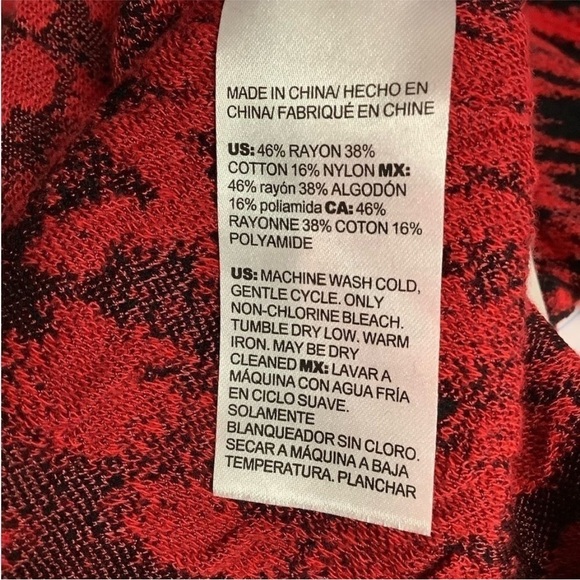 MADE IN CHINA/ HECHO EN
CHINA/ FABRIQUÉ EN CHINE
US: 46% RAYON 38%
COTTON 16% NYLON MX:
46% rayón 38% ALGODÓN
16% poliamida CA: 46%
RAYONNE 38% COTON 16%
POLYAMIDE
US: MACHINE WASH COLD,
GENTLE CYCLE. ONLY
NON-CHLORINE BLEACH.
TUMBLE DRY LOW. WARM
IRON. MAY BE DRY
CLEANED MX: LAVAR A
MÁQUINA CON AGUA FRÍA
EN CICLO SUAVE.
SOLAMENTE
BLANQUEADOR SIN CLORO.
SECAR A MÁQUINA A BAJA
TEMPERATURA. PLANCHAR